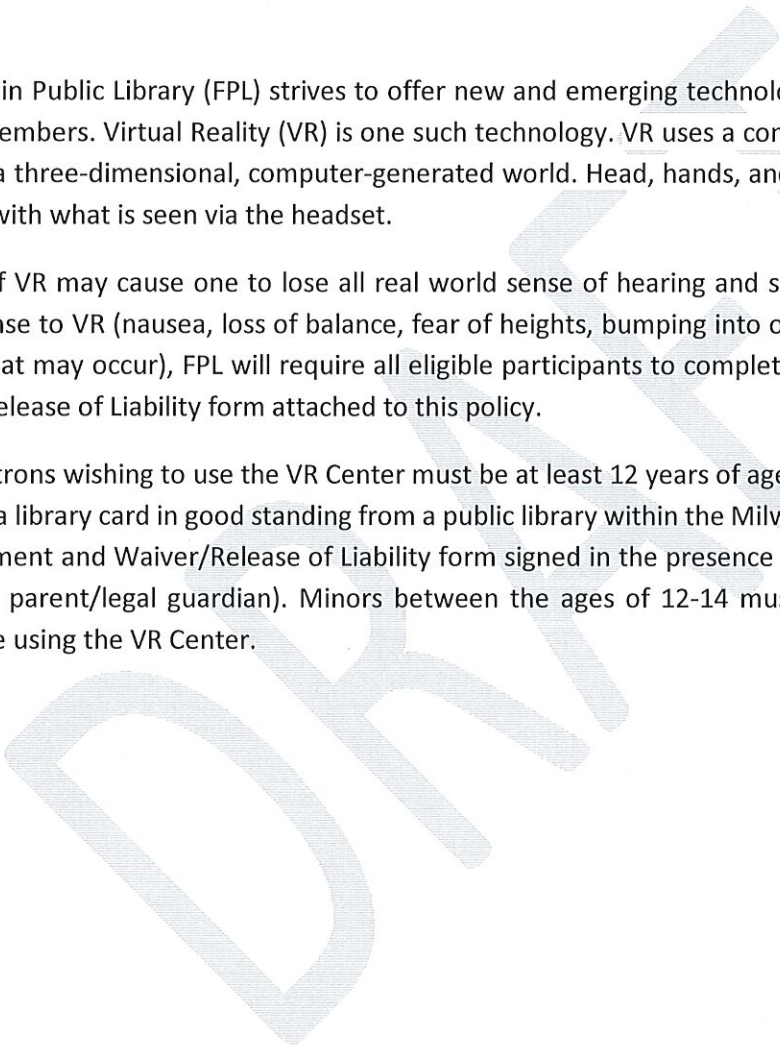 in Public Library (FPL) strives to offer new and emerging technolo
embers. Virtual Reality (VR) is one such technology. VR uses a con
a three-dimensional, computer-generated world. Head, hands, an
with what is seen via the headset.
f VR may cause one to lose all real world sense of hearing and s
nse to VR (nausea, loss of balance, fear of heights, bumping into o
at may occur), FPL will require all eligible participants to complet
elease of Liability form attached to this policy.
trons wishing to use the VR Center must be at least 12 years of age
a library card in good standing from a public library within the Milw
ment and Waiver/Release of Liability form signed in the presence
parent/legal guardian). Minors between the ages of 12-14 mus
e using the VR Center.
DRAFT